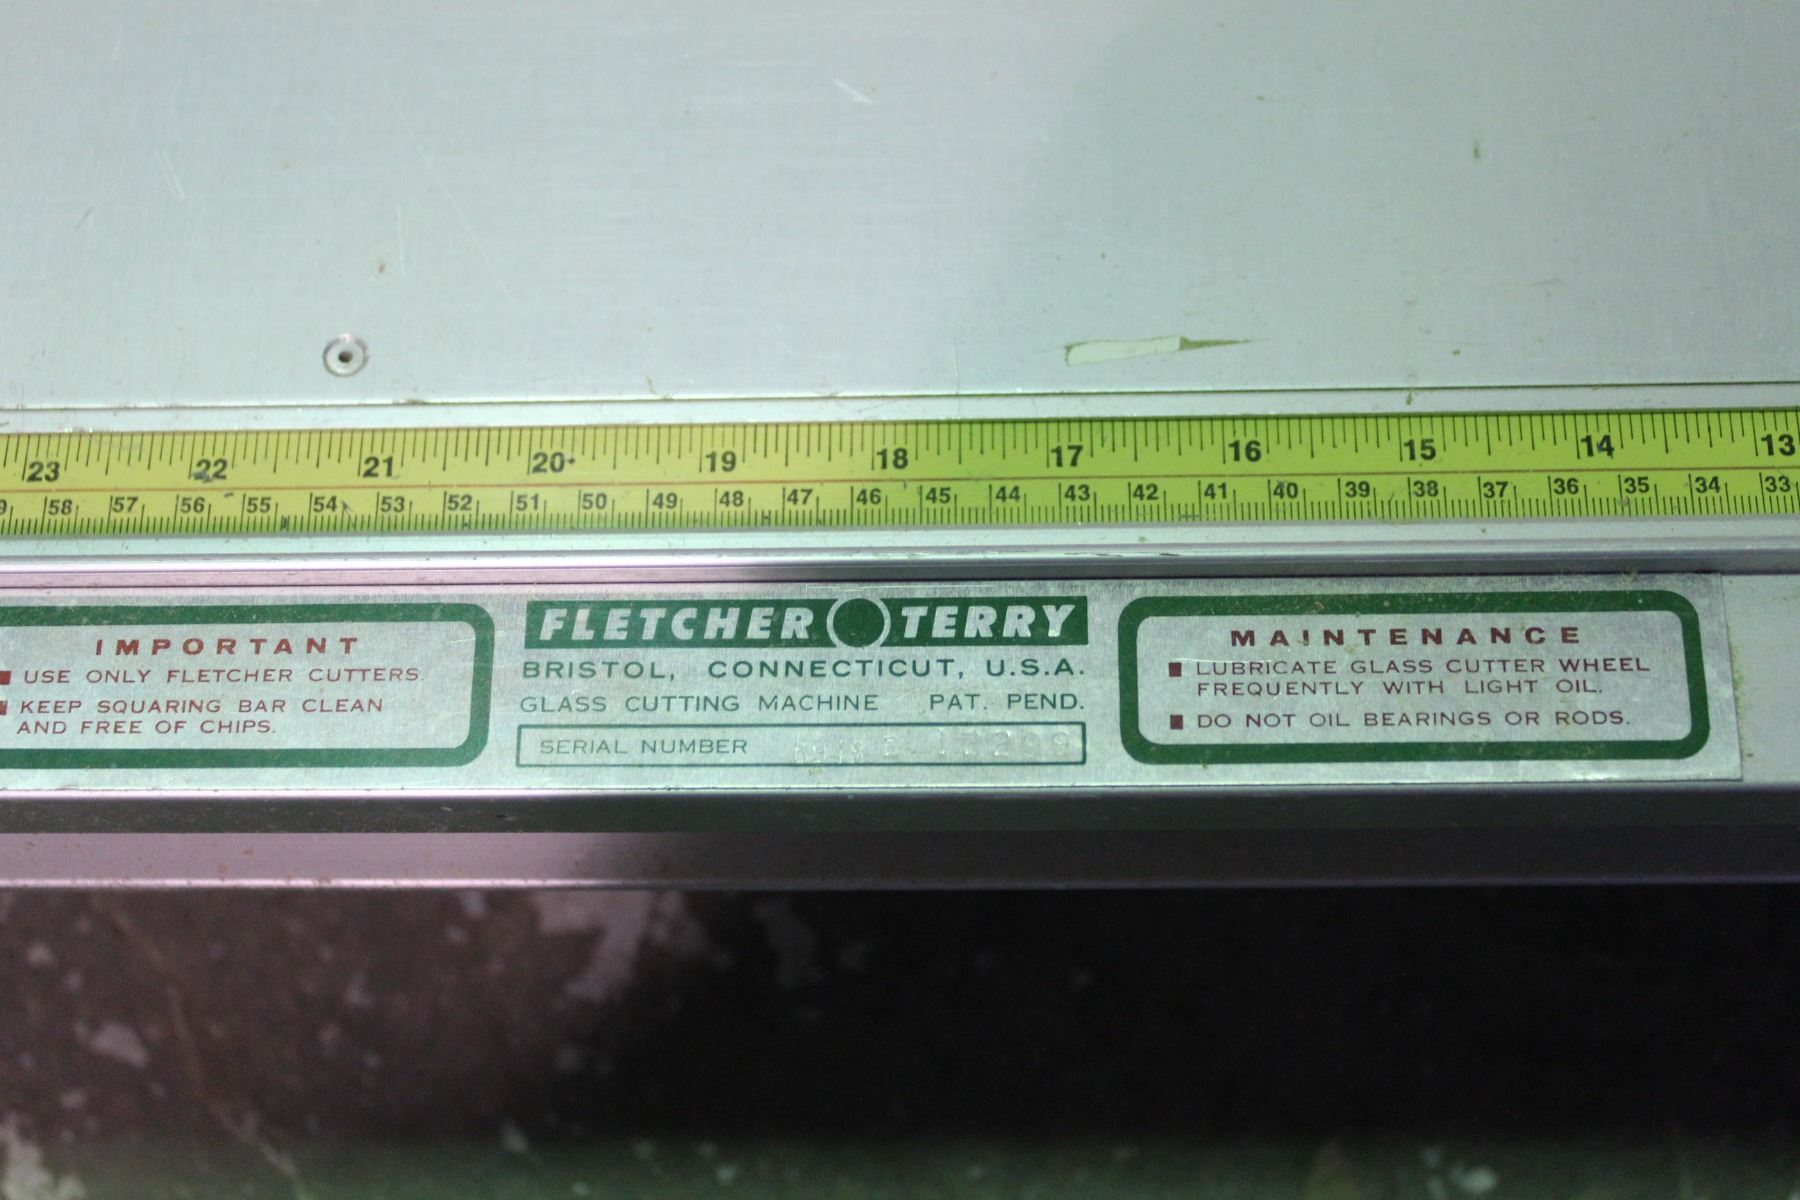 23 22 21 20 19 18 17 16 15 14 13
58 57 56 55 54 53 52 51 50 49 48 47 46 45 44 43 42 41 40 39 38 37 36 35 34 33
IMPORTANT
USE ONLY FLETCHER CUTTERS.
KEEP SQUARING BAR CLEAN
AND FREE OF CHIPS.
FLETCHER TERRY
BRISTOL, CONNECTICUT, U.S.A.
GLASS CUTTING MACHINE PAT. PEND.
SERIAL NUMBER
MAINTENANCE
LUBRICATE GLASS CUTTER WHEEL
FREQUENTLY WITH LIGHT OIL.
DO NOT OIL BEARINGS OR RODS.